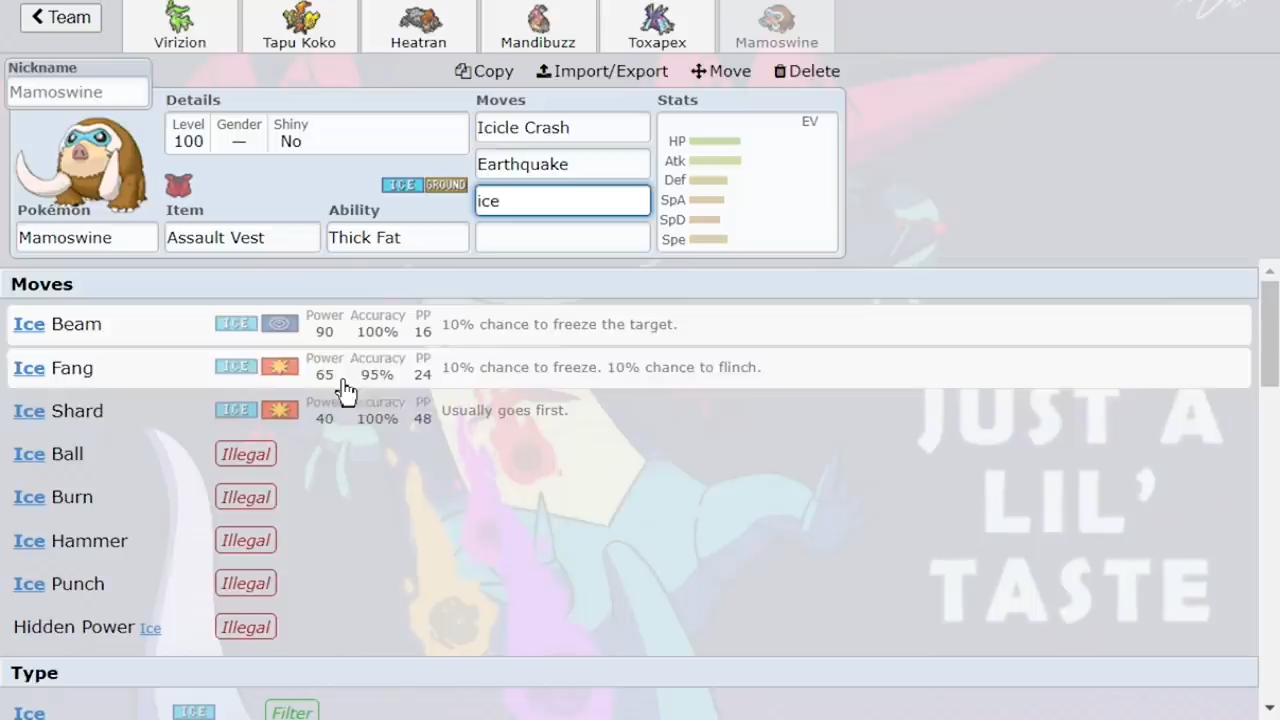 Team
Virizion
Tapu Koko
Heatran
Mandibuzz
Toxapex
Mamoswine
Nickname
Mamoswine
Copy
Import/Export
Move
Delete
Details
Level
100
Gender
—
Shiny
No
Moves
Icicle Crash
Earthquake
ice
Stats
EV
HP
Atk
Def
SpA
SpD
Spe
ICE GROUND
Pokémon
Mamoswine
Item
Assault Vest
Ability
Thick Fat
Moves
Ice Beam ICE Power 90 Accuracy 100% PP 16 10% chance to freeze the target.
Ice Fang ICE Power 65 Accuracy 95% PP 24 10% chance to freeze. 10% chance to flinch.
Ice Shard ICE Power 40 Accuracy 100% PP 48 Usually goes first.
Ice Ball Illegal
Ice Burn Illegal
Ice Hammer Illegal
Ice Punch Illegal
Hidden Power Ice Illegal
Type
Ice ICE Filter
JUST A
LIL'
TASTE